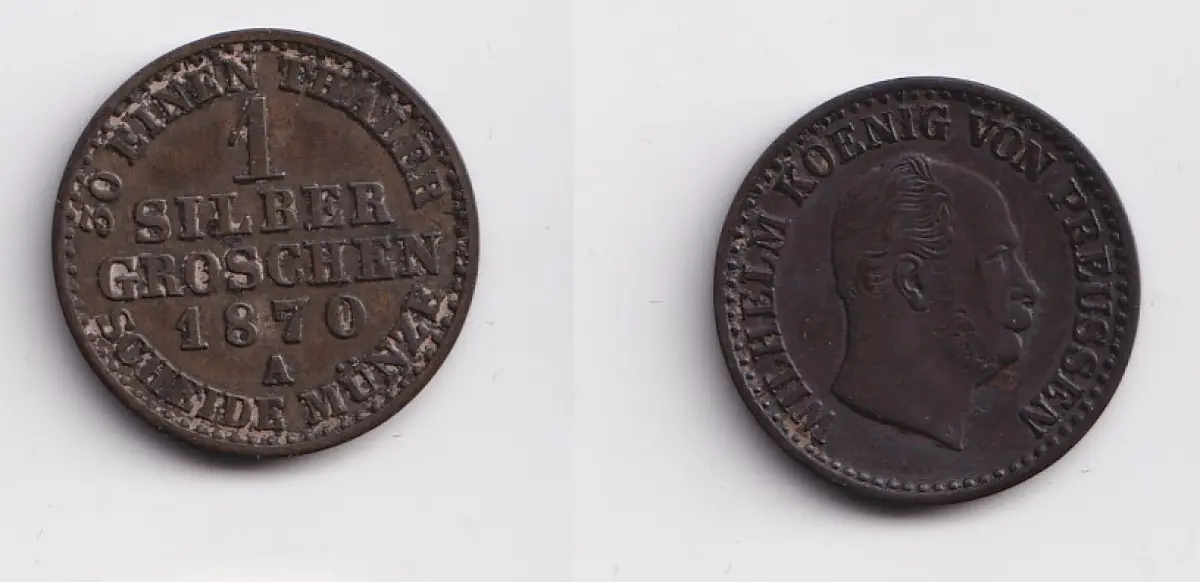 30 EINEN THALER
1
SILBER
GROSCHEN
1870
A
SCHEIDE MÜNZE
WILHELM KOENIG VON PREUSSEN